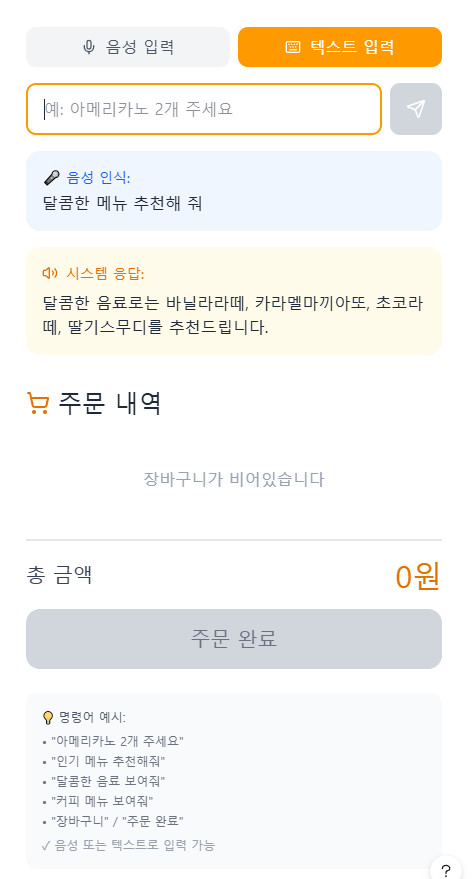 음성 입력
텍스트 입력
예: 아메리카노 2개 주세요
음성 인식:
달콤한 메뉴 추천해 줘
시스템 응답:
달콤한 음료로는 바닐라라떼, 카라멜마끼아또, 초코라
떼, 딸기스무디를 추천드립니다.
주문 내역
장바구니가 비어있습니다
총 금액
0원
주문 완료
명령어 예시:
• "아메리카노 2개 주세요"
• "인기 메뉴 추천해줘"
• "달콤한 음료 보여줘"
• "커피 메뉴 보여줘"
• "장바구니" / "주문 완료"
✓ 음성 또는 텍스트로 입력 가능
?